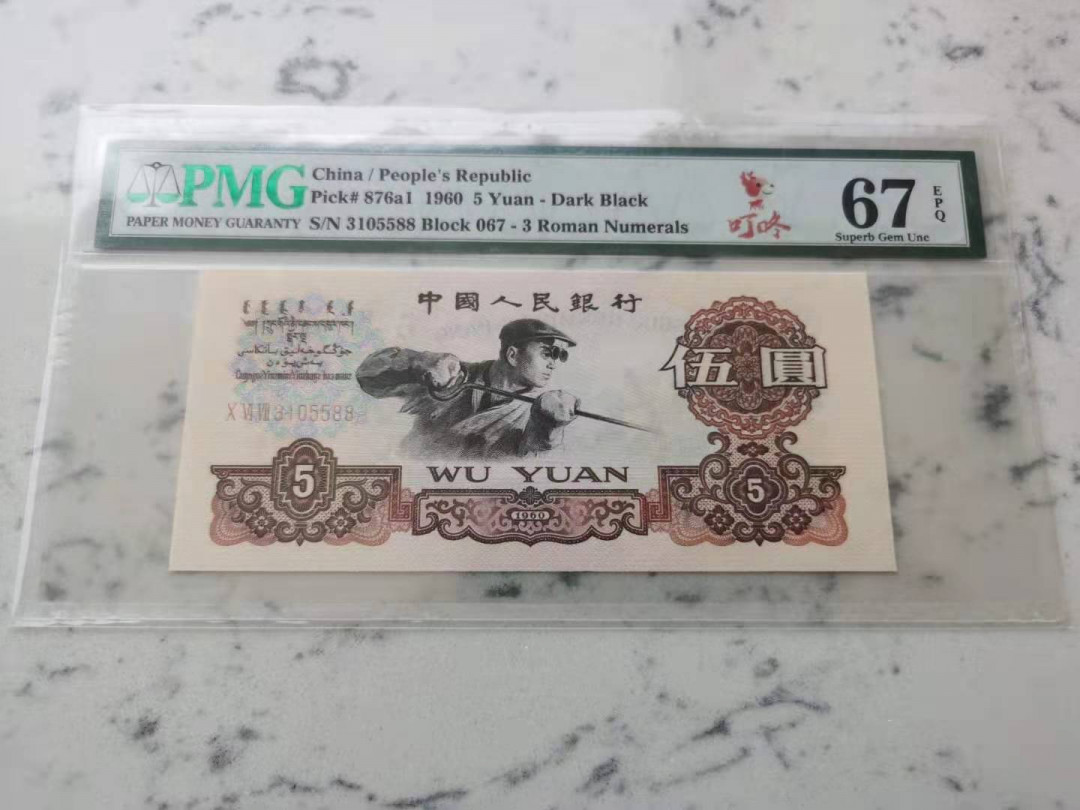 PMG
PAPER MONEY GUARANTY
China / People's Republic
Pick# 876a1 1960 5 Yuan - Dark Black
S/N 3105588 Block 067 - 3 Roman Numerals
叮咚
67
EPQ
Superb Gem Unc
中國人民銀行
伍圓
X VI VII 3105588
WU YUAN
5
1960
5